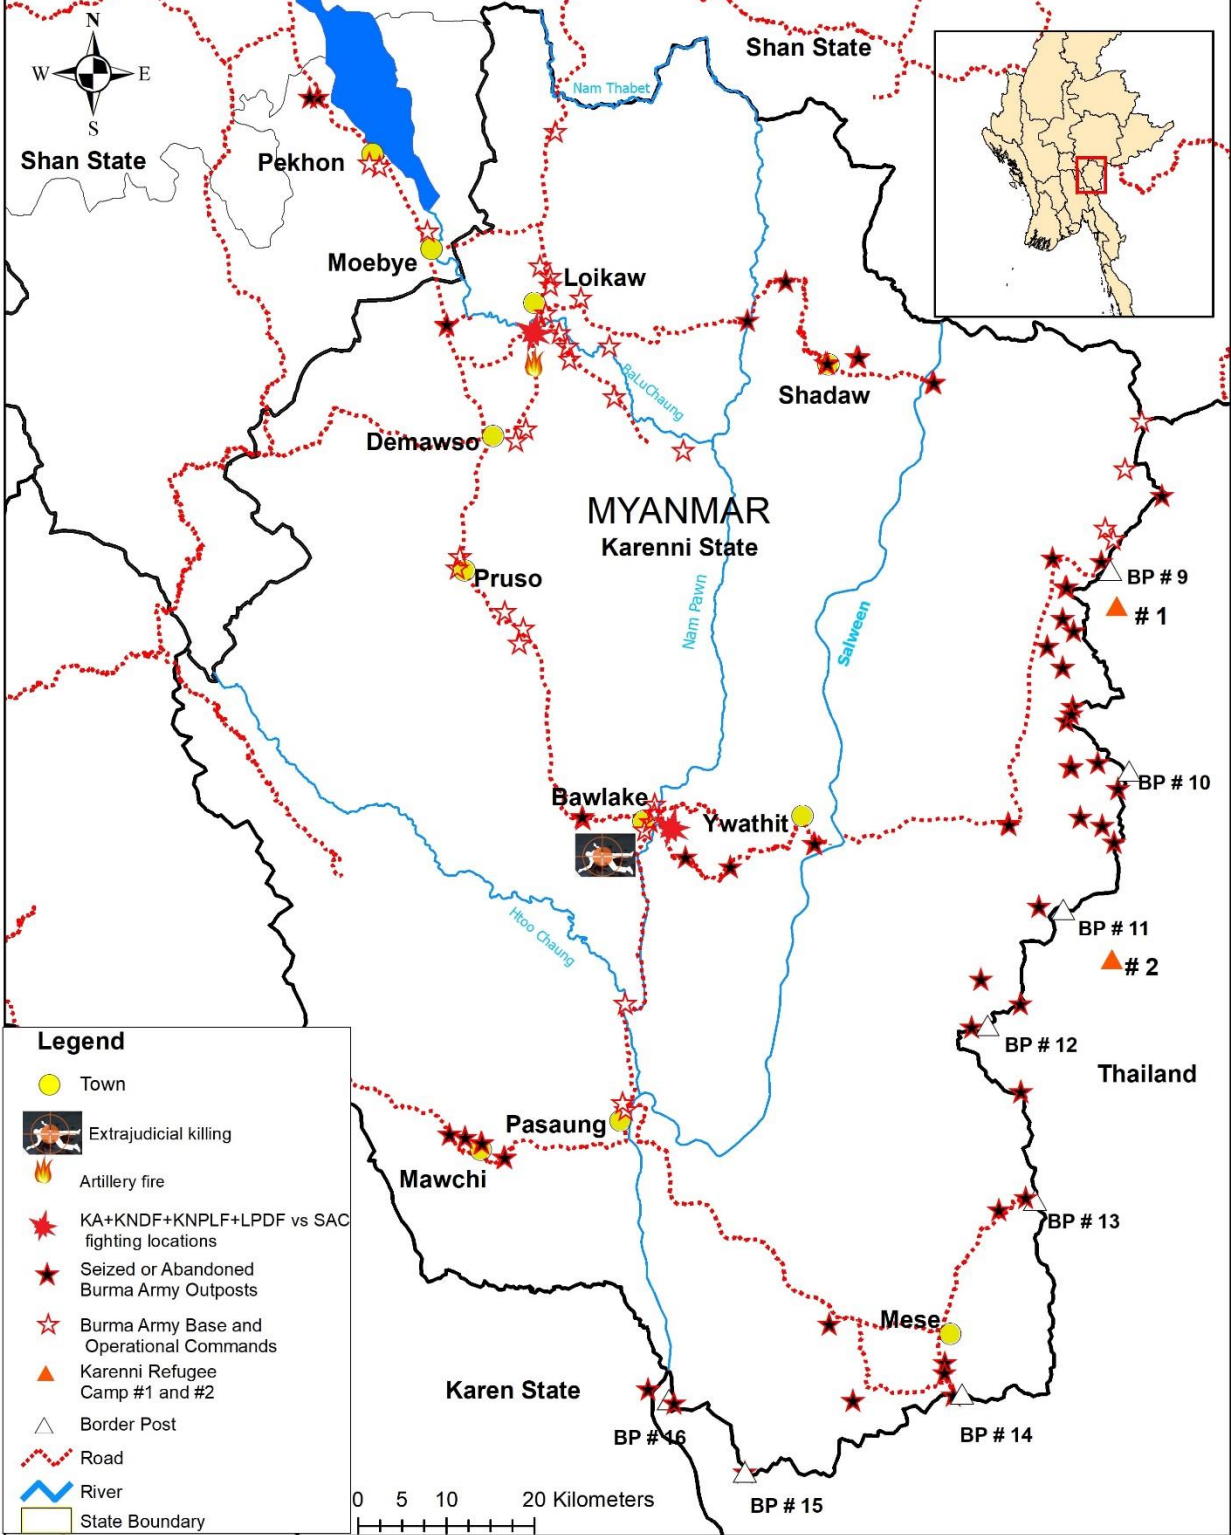 N
W
E
S
Shan State
Nam Thabet
Shan State
Pekhon
Moebye
Loikaw
Shadaw
BaLuChaung
Demawso
MYANMAR
Karenni State
Pruso
Nam Pawn
Salween
BP # 9
# 1
BP # 10
Bawlake
Ywathit
Htoo Chaung
BP # 11
# 2
BP # 12
Thailand
Pasaung
Mawchi
BP # 13
Mese
Karen State
BP # 16
BP # 14
BP # 15
Legend
Town
Extrajudicial killing
Artillery fire
KA+KNDF+KNPLF+LPDF vs SAC
fighting locations
Seized or Abandoned
Burma Army Outposts
Burma Army Base and
Operational Commands
Karenni Refugee
Camp #1 and #2
Border Post
Road
River
State Boundary
0 5 10 20 Kilometers